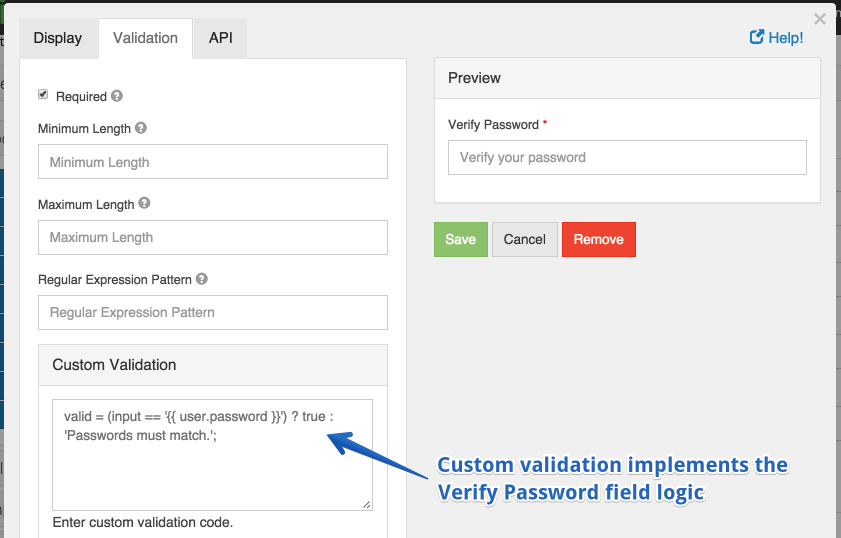 Display
Validation
API
Help!
Required
Minimum Length
Minimum Length
Maximum Length
Maximum Length
Regular Expression Pattern
Regular Expression Pattern
Custom Validation
valid = (input == '{{ user.password }}') ? true :
'Passwords must match.';
Enter custom validation code.
Preview
Verify Password *
Verify your password
Save
Cancel
Remove
Custom validation implements the
Verify Password field logic